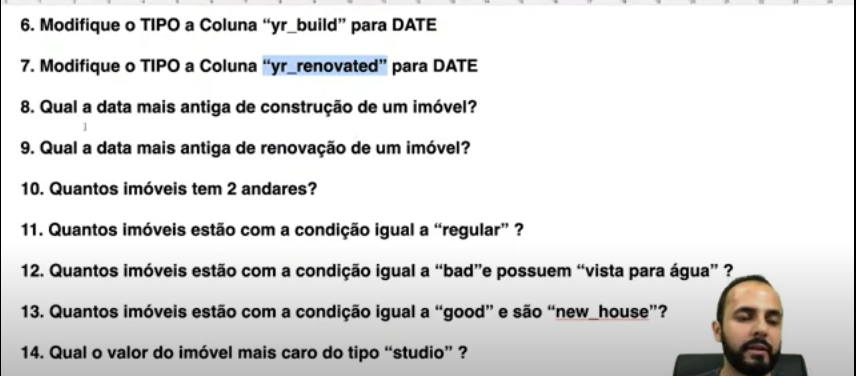 6. Modifique o TIPO a Coluna “yr_build” para DATE
7. Modifique o TIPO a Coluna “yr_renovated” para DATE
8. Qual a data mais antiga de construção de um imóvel?
9. Qual a data mais antiga de renovação de um imóvel?
10. Quantos imóveis tem 2 andares?
11. Quantos imóveis estão com a condição igual a “regular” ?
12. Quantos imóveis estão com a condição igual a “bad”e possuem “vista para água” ?
13. Quantos imóveis estão com a condição igual a “good” e são “new_house”?
14. Qual o valor do imóvel mais caro do tipo “studio” ?